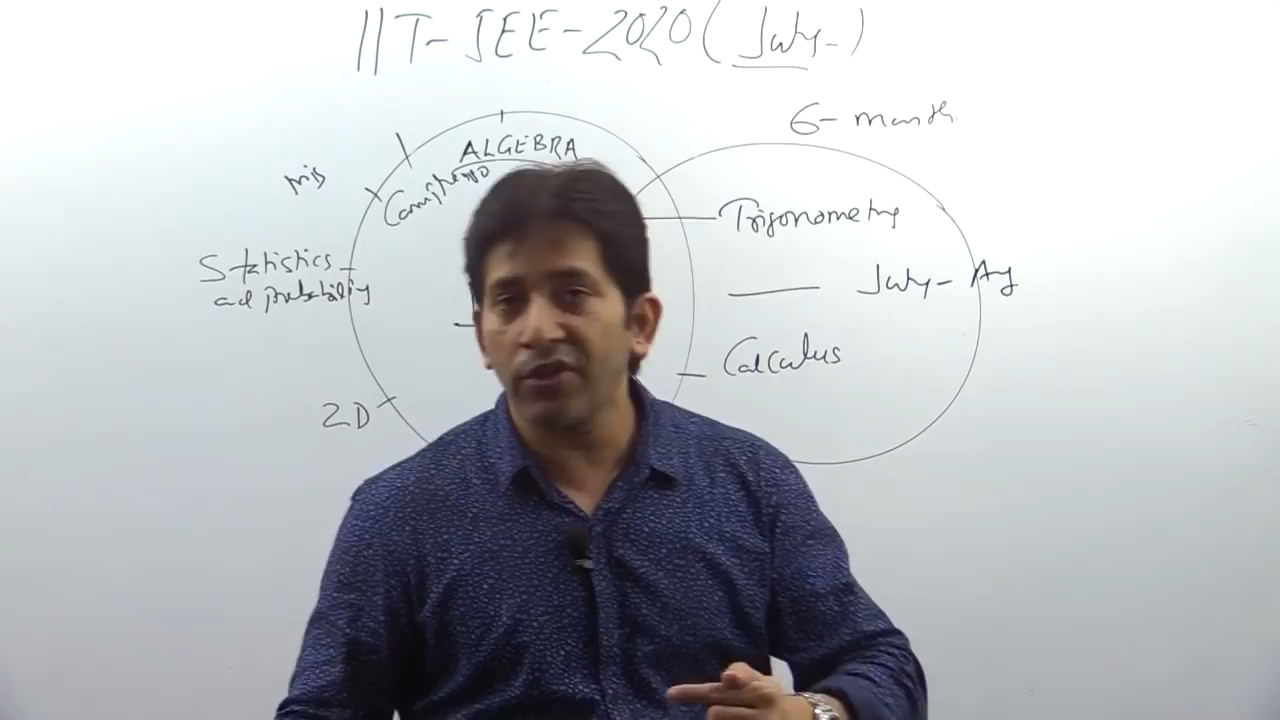 IIT-JEE-2020 (July-)
6-month
ALGEBRA
Trigonometry
Statistics
and probability
July-Aug
Calculus
2D